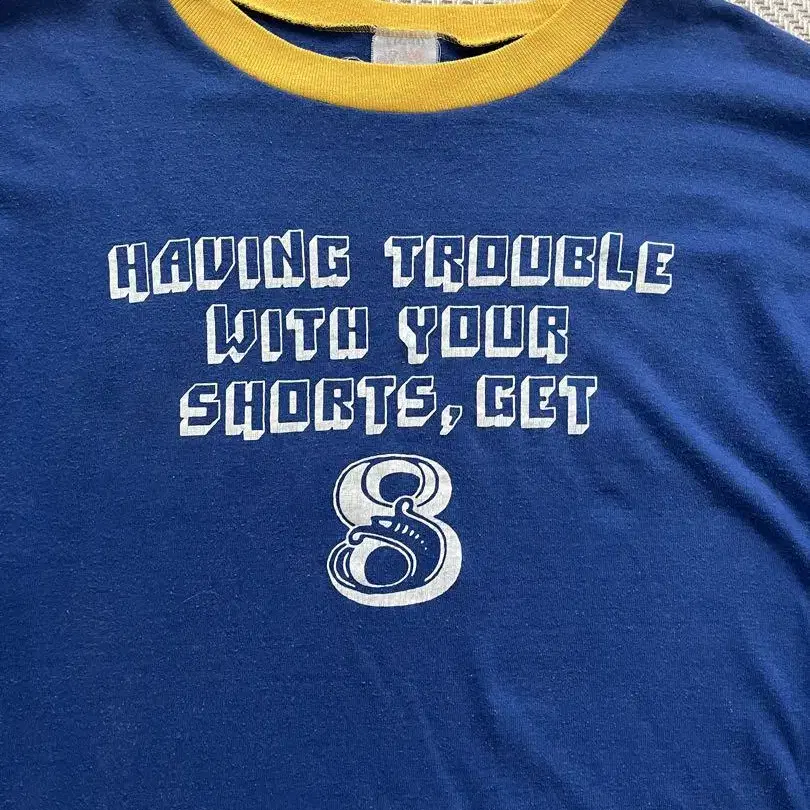 HAVING TROUBLE
WITH YOUR
SHORTS, GET
8